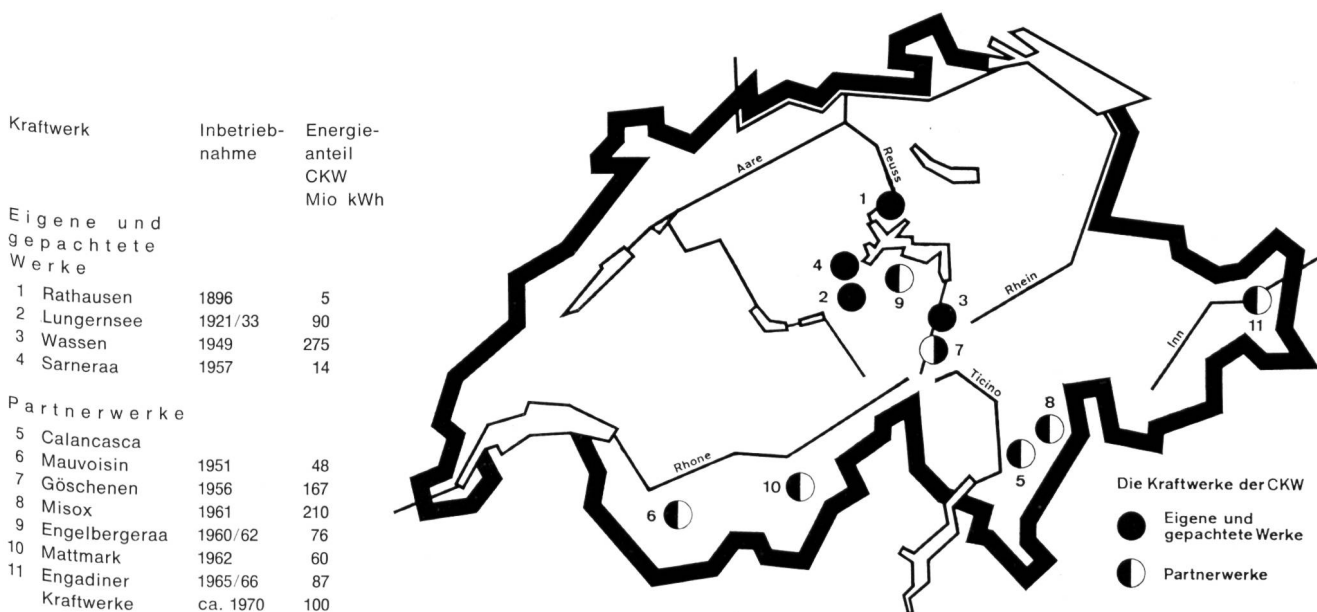 Kraftwerk Inbetrieb- Energie-
nahme anteil
CKW
Mio kWh
Eigene und
gepachtete
Werke
1 Rathausen 1896 5
2 Lungernsee 1921/33 90
3 Wassen 1949 275
4 Sarneraa 1957 14
Partnerwerke
5 Calancasca
6 Mauvoisin 1951 48
7 Göschenen 1956 167
8 Misox 1961 210
9 Engelbergeraa 1960/62 76
10 Mattmark 1962 60
11 Engadiner 1965/66 87
Kraftwerke ca. 1970 100
Aare
Reuss
1
4
2
9
3
7
Rhein
Inn
11
Ticino
8
5
Rhone
10
6
Die Kraftwerke der CKW
Eigene und
gepachtete Werke
Partnerwerke